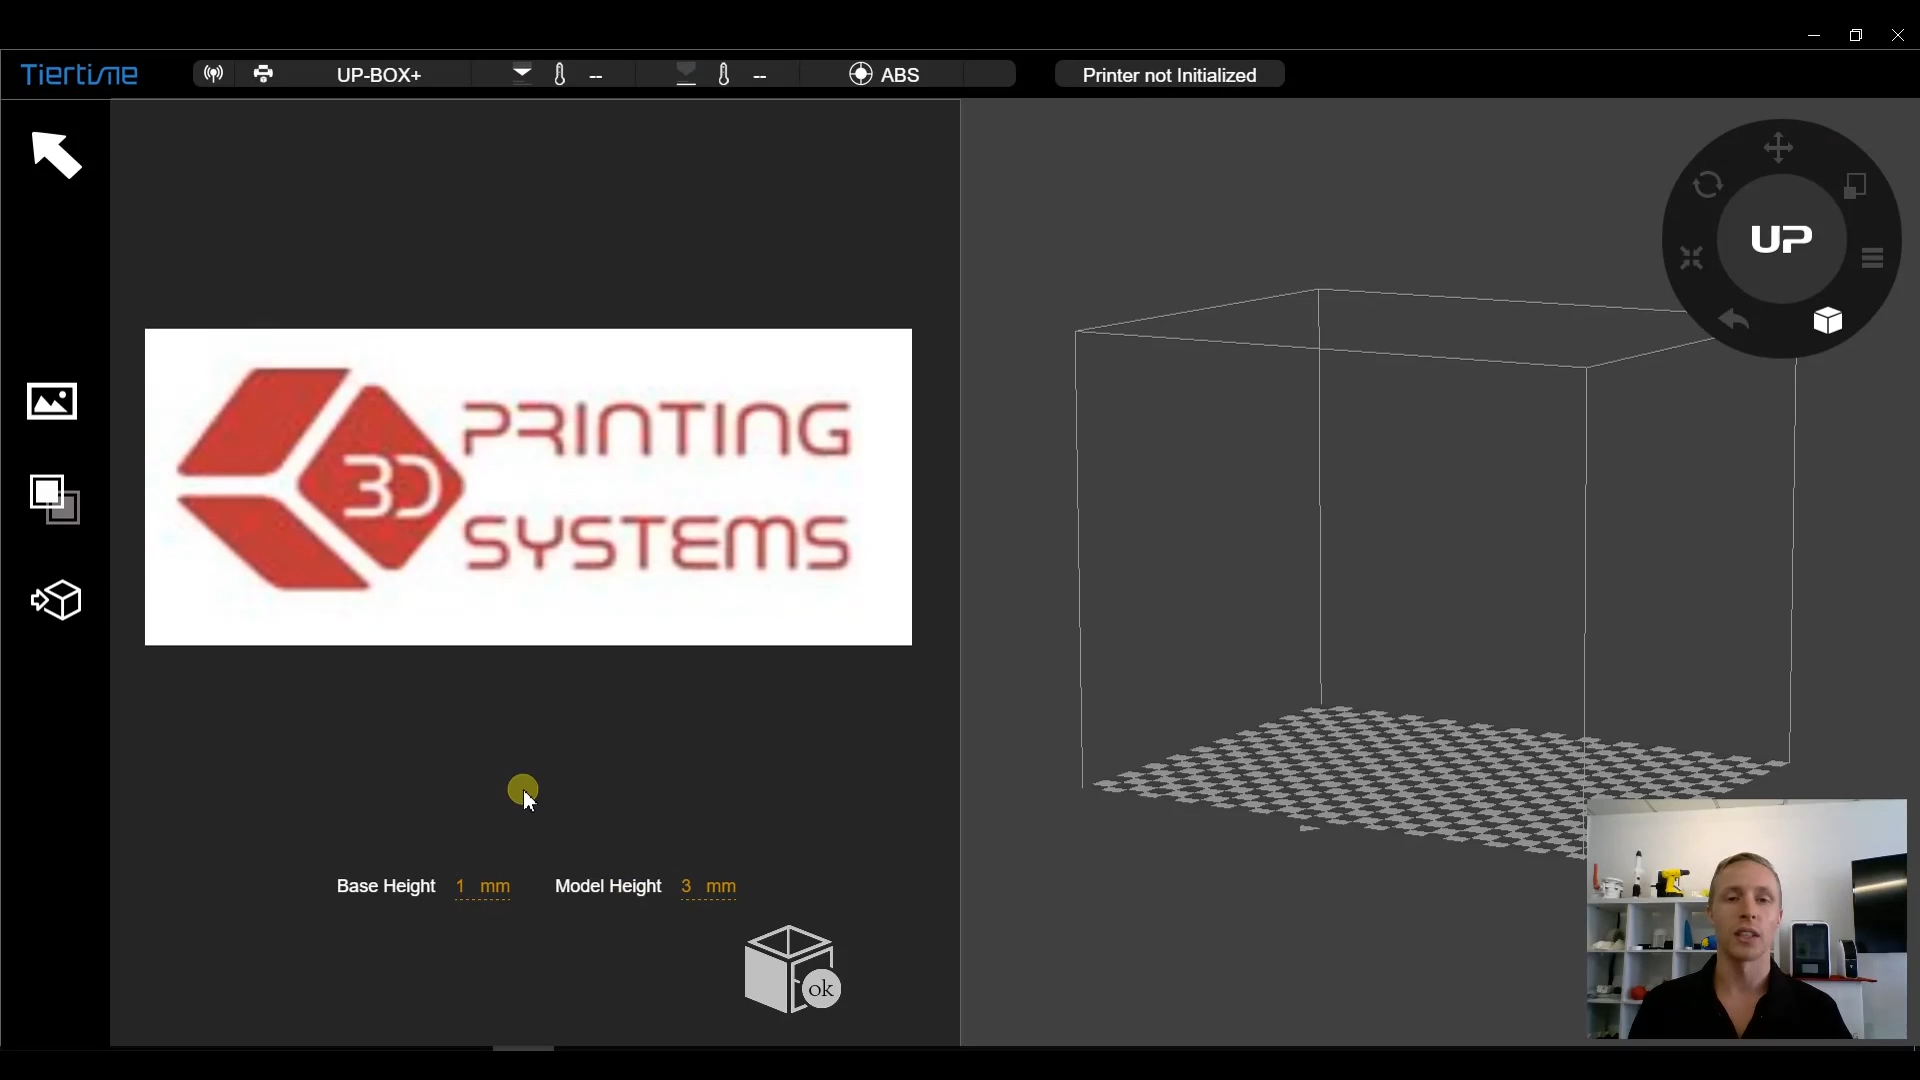 Tiertime
UP-BOX+
--
--
ABS
Printer not Initialized
UP
3D
PRINTING
SYSTEMS
Base Height 1 mm Model Height 3 mm
ok